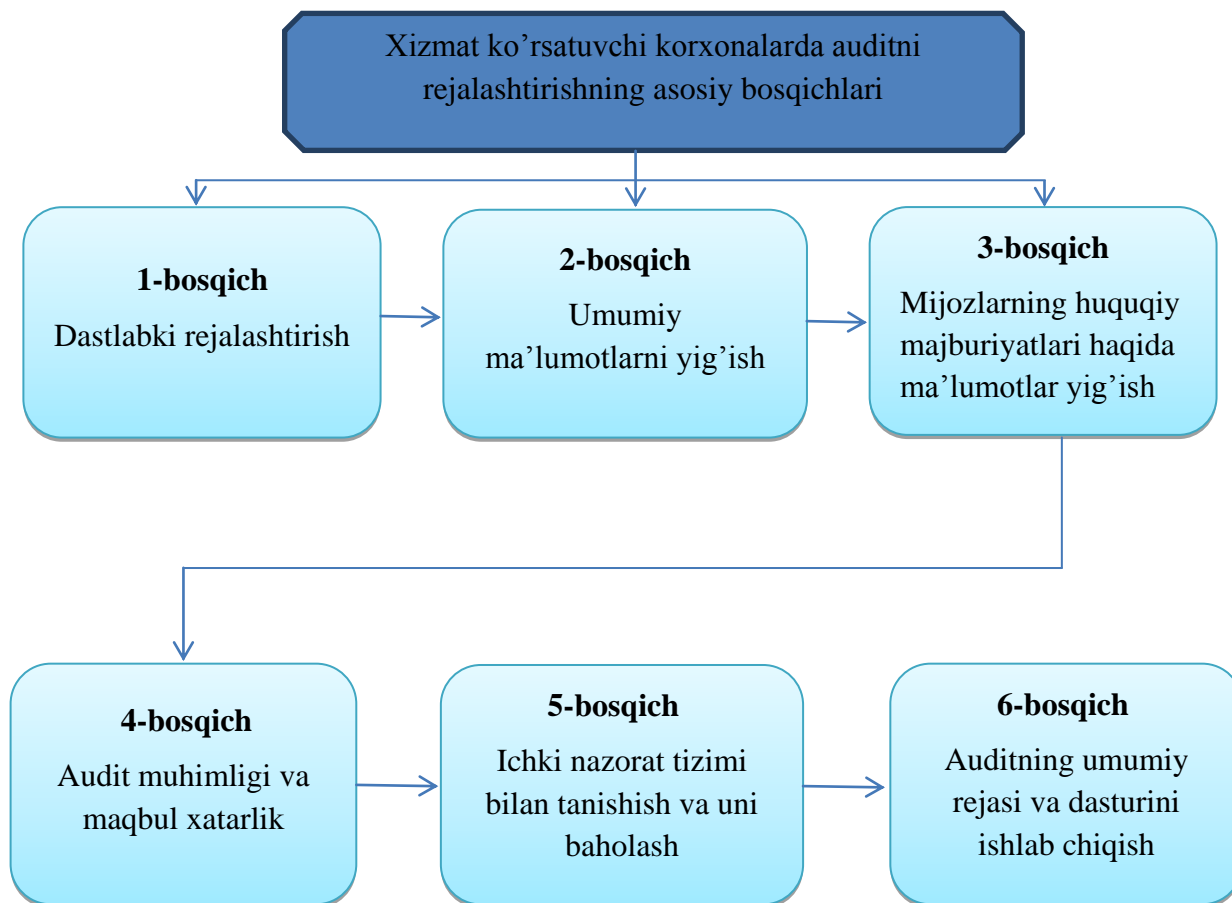 Xizmat ko’rsatuvchi korxonalarda auditni
rejalashtirishning asosiy bosqichlari
1-bosqich
Dastlabki rejalashtirish
2-bosqich
Umumiy
ma’lumotlarni yig’ish
3-bosqich
Mijozlarning huquqiy
majburiyatlari haqida
ma’lumotlar yig’ish
4-bosqich
Audit muhimligi va
maqbul xatarlik
5-bosqich
Ichki nazorat tizimi
bilan tanishish va uni
baholash
6-bosqich
Auditning umumiy
rejasi va dasturini
ishlab chiqish